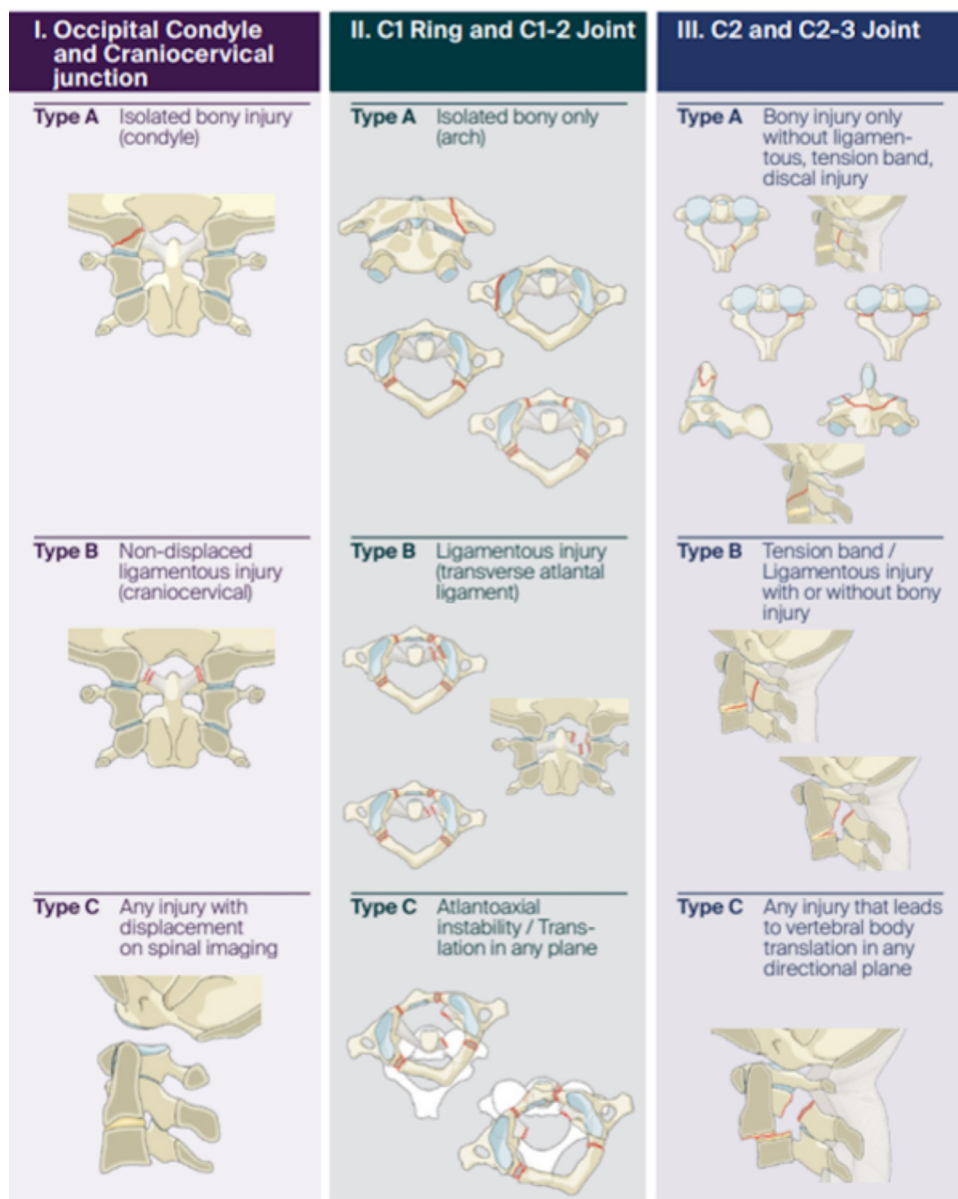 I. Occipital Condyle
and Craniocervical
junction
Type A Isolated bony injury
(condyle)
Type B Non-displaced
ligamentous injury
(craniocervical)
Type C Any injury with
displacement
on spinal imaging
II. C1 Ring and C1-2 Joint
Type A Isolated bony only
(arch)
Type B Ligamentous injury
(transverse atlantal
ligament)
Type C Atlantoaxial
instability / Trans-
lation in any plane
III. C2 and C2-3 Joint
Type A Bony injury only
without ligamen-
tous, tension band,
discal injury
Type B Tension band /
Ligamentous injury
with or without bony
injury
Type C Any injury that leads
to vertebral body
translation in any
directional plane